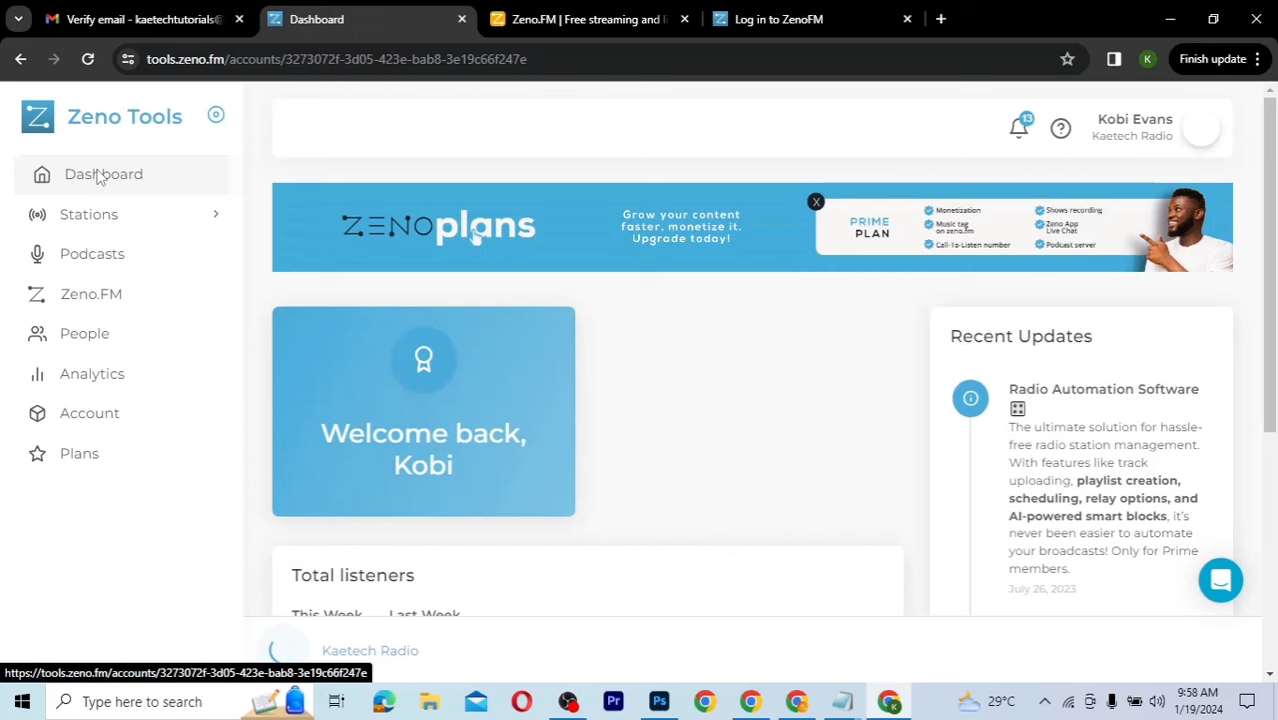 Verify email - kaetechtutorials@
Dashboard
Zeno.FM | Free streaming and li
Log in to ZenoFM
tools.zeno.fm/accounts/3273072f-3d05-423e-bab8-3e19c66f247e
K
Finish update
Zeno Tools
Dashboard
Stations
Podcasts
Zeno.FM
People
Analytics
Account
Plans
13
Kobi Evans
Kaetech Radio
ZENOplans
Grow your content
faster, monetize it.
Upgrade today!
X
PRIME
PLAN
Monetization
Music tag
on zeno.fm
Call-To-Listen number
Shows recording
Zeno App
Live Chat
Podcast server
Welcome back,
Kobi
Recent Updates
Radio Automation Software
The ultimate solution for hassle-
free radio station management.
With features like track
uploading, playlist creation,
scheduling, relay options, and
AI-powered smart blocks, it's
never been easier to automate
your broadcasts! Only for Prime
members.
July 26, 2023
Total listeners
This Week Last Week
Kaetech Radio
https://tools.zeno.fm/accounts/3273072f-3d05-423e-bab8-3e19c66f247e
Type here to search
Pr
Ps
29°C
9:58 AM
1/19/2024